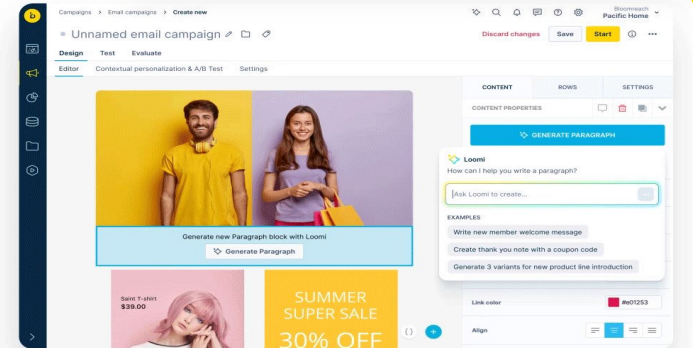 b
Campaigns > Email campaigns > Create new
Bloomreach
Pacific Home
Unnamed email campaign
Discard changes
Save
Start
Design
Test
Evaluate
Editor
Contextual personalization & A/B Test
Settings
CONTENT
ROWS
SETTINGS
CONTENT PROPERTIES
GENERATE PARAGRAPH
Loomi
How can I help you write a paragraph?
Ask Loomi to create...
EXAMPLES
Write new member welcome message
Create thank you note with a coupon code
Generate 3 variants for new product line introduction
Generate new Paragraph block with Loomi
Generate Paragraph
Saint T-shirt
$39.00
SUMMER
SUPER SALE
30% OFF
Link color
#e01253
Align